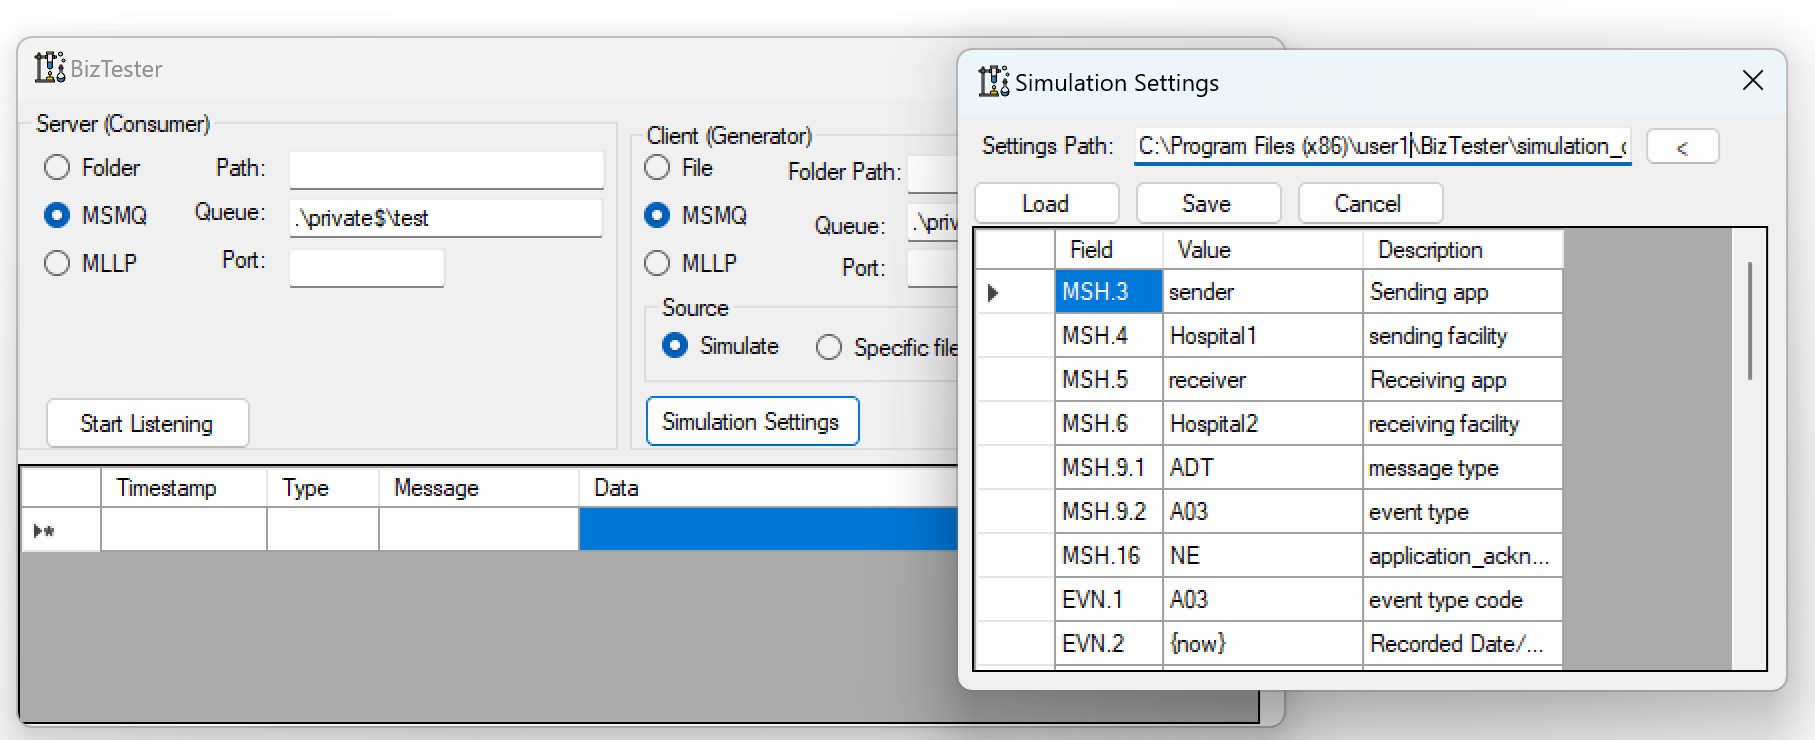 BizTester
Server (Consumer)
Folder Path:
MSMQ Queue: .\private$\test
MLLP Port:
Start Listening
Client (Generator)
File Folder Path:
MSMQ Queue: .\priv
MLLP Port:
Source
Simulate Specific file
Simulation Settings
Timestamp Type Message Data
Simulation Settings
Settings Path: C:\Program Files (x86)\user1\BizTester\simulation_ <
Load Save Cancel
Field Value Description
MSH.3 sender Sending app
MSH.4 Hospital1 sending facility
MSH.5 receiver Receiving app
MSH.6 Hospital2 receiving facility
MSH.9.1 ADT message type
MSH.9.2 A03 event type
MSH.16 NE application_ackn...
EVN.1 A03 event type code
EVN.2 {now} Recorded Date/...